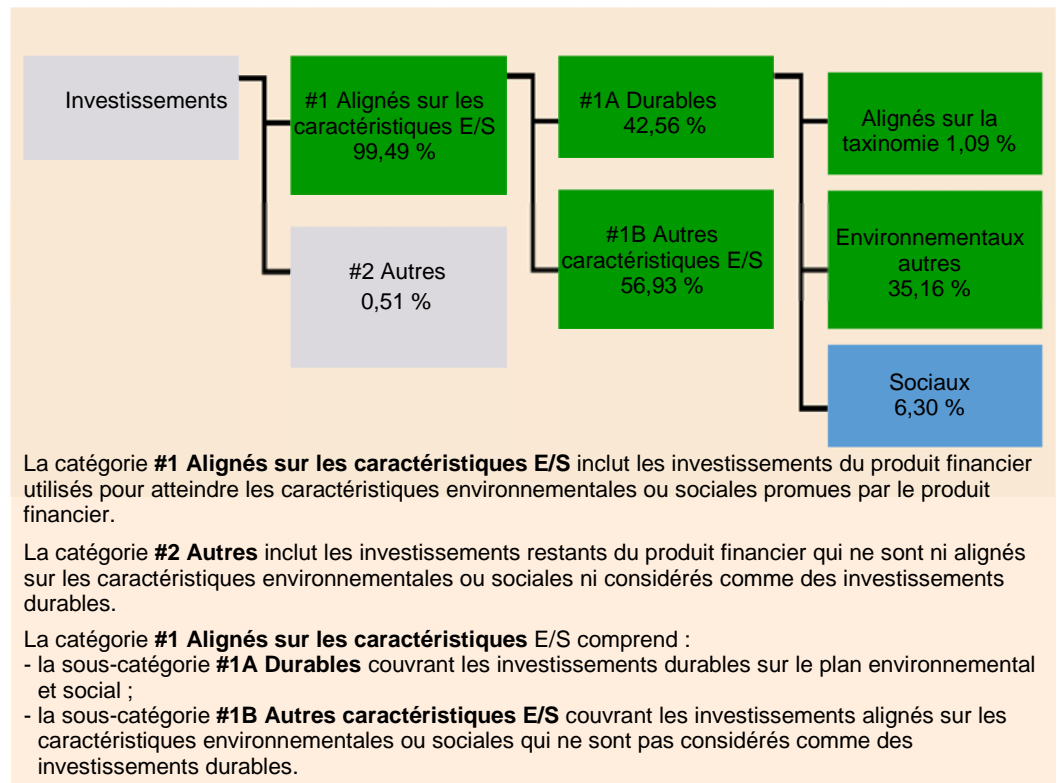 Investissements
#1 Alignés sur les
caractéristiques E/S
99,49 %
#2 Autres
0,51 %
#1A Durables
42,56 %
#1B Autres
caractéristiques E/S
56,93 %
Alignés sur la
taxinomie 1,09 %
Environnementaux
autres
35,16 %
Sociaux
6,30 %
La catégorie #1 Alignés sur les caractéristiques E/S inclut les investissements du produit financier
utilisés pour atteindre les caractéristiques environnementales ou sociales promues par le produit
financier.
La catégorie #2 Autres inclut les investissements restants du produit financier qui ne sont ni alignés
sur les caractéristiques environnementales ou sociales ni considérés comme des investissements
durables.
La catégorie #1 Alignés sur les caractéristiques E/S comprend :
- la sous-catégorie #1A Durables couvrant les investissements durables sur le plan environnemental
et social ;
- la sous-catégorie #1B Autres caractéristiques E/S couvrant les investissements alignés sur les
caractéristiques environnementales ou sociales qui ne sont pas considérés comme des
investissements durables.